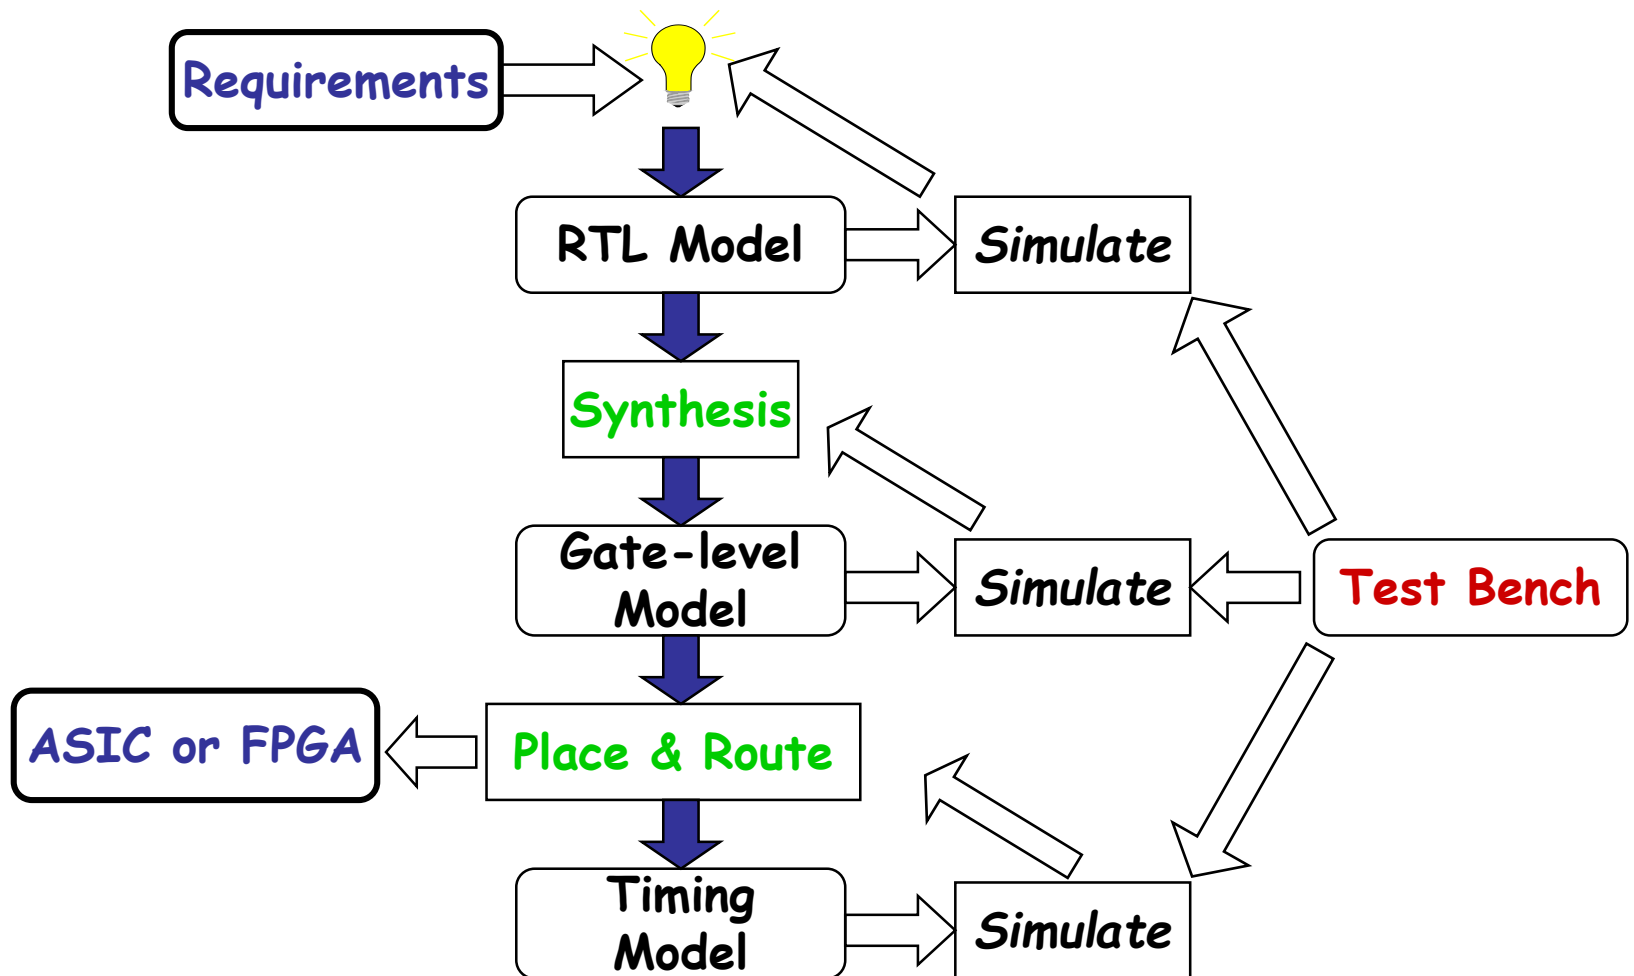 Requirements
RTL Model
Simulate
Synthesis
Gate-level
Model
Simulate
Test Bench
ASIC or FPGA
Place & Route
Timing
Model
Simulate